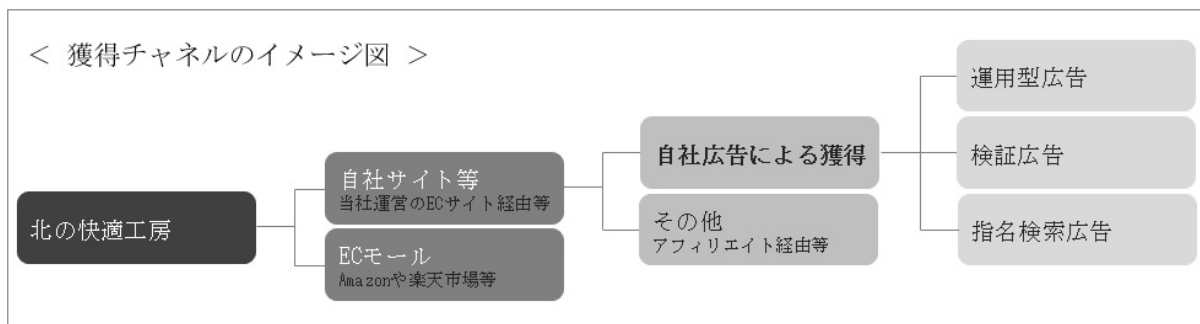 ＜ 獲得チャネルのイメージ図 ＞
北の快適工房
自社サイト等
当社運営のECサイト経由等
ECモール
Amazonや楽天市場等
自社広告による獲得
その他
アフィリエイト経由等
運用型広告
検証広告
指名検索広告